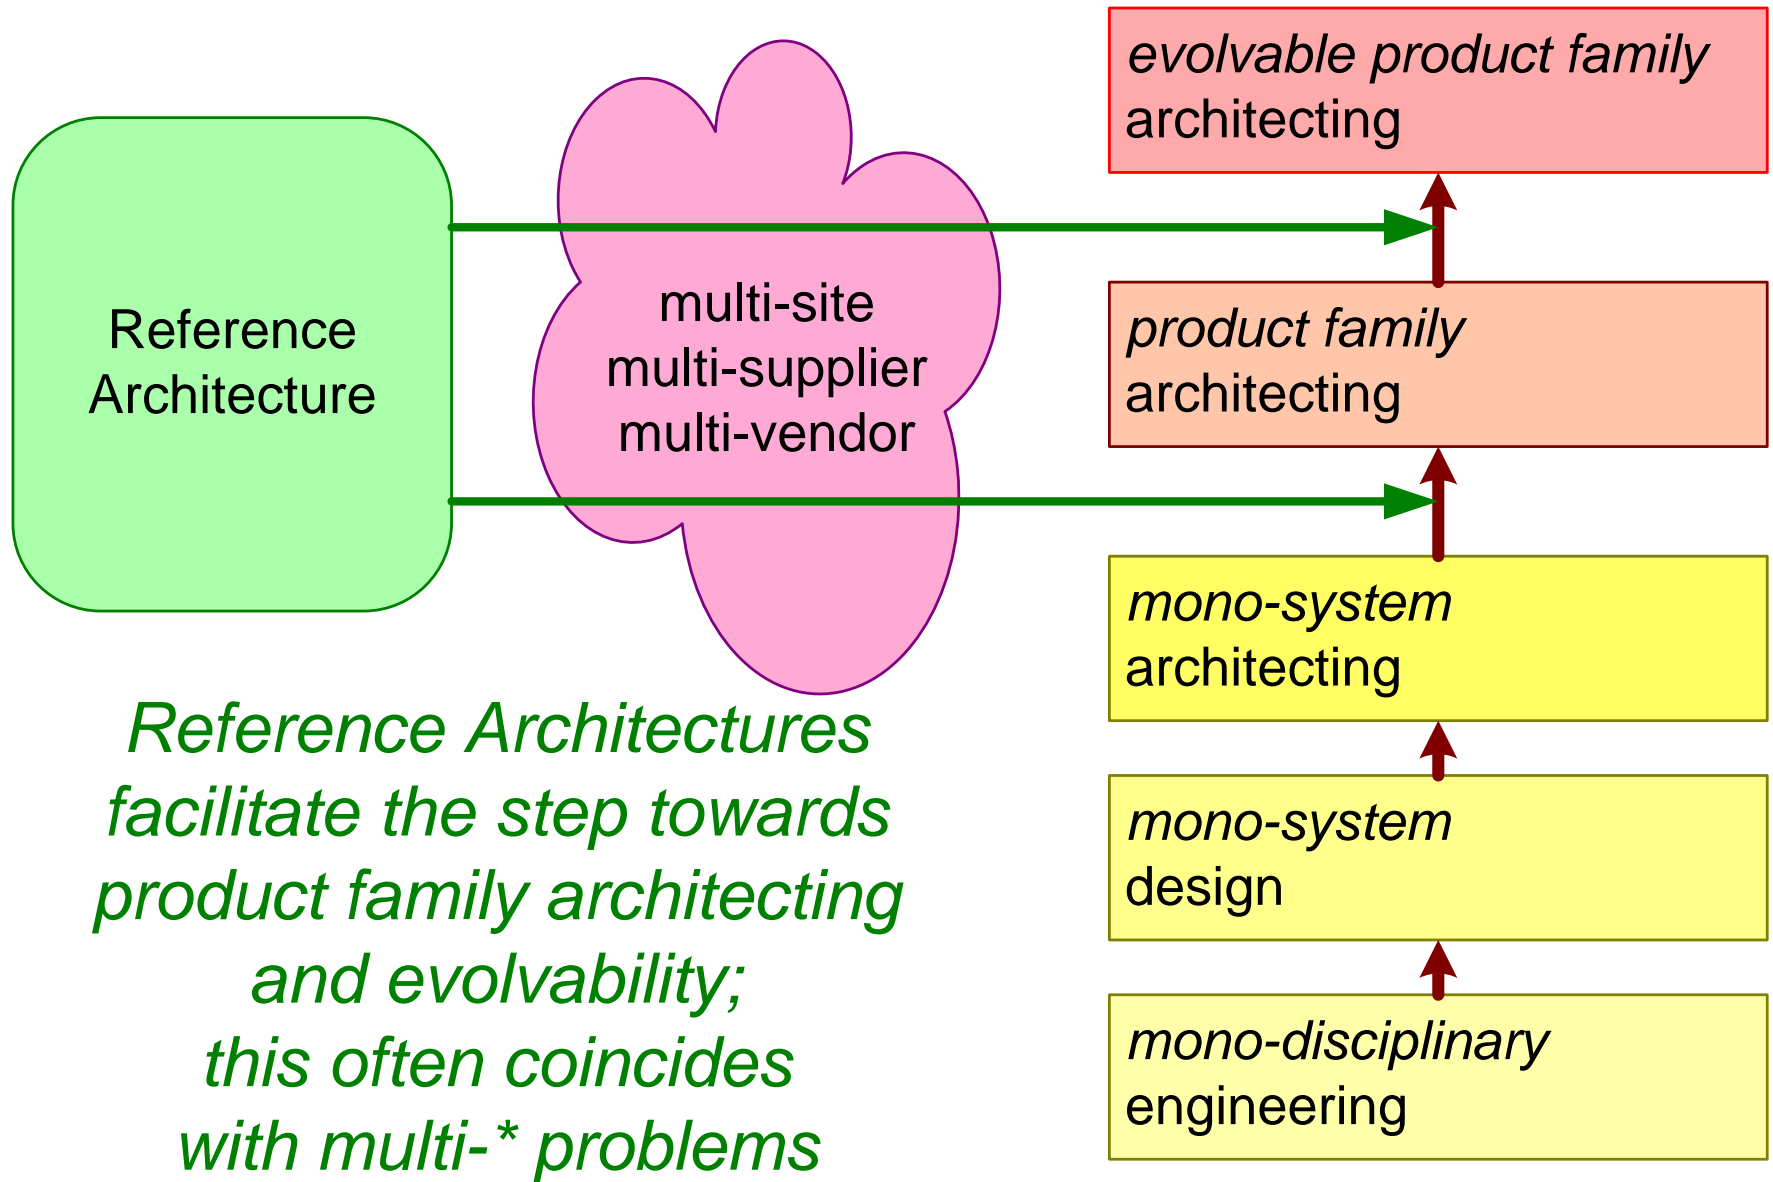 Reference
Architecture
multi-site
multi-supplier
multi-vendor
evolvable product family
architecting
product family
architecting
mono-system
architecting
mono-system
design
mono-disciplinary
engineering
Reference Architectures
facilitate the step towards
product family architecting
and evolvability;
this often coincides
with multi-* problems